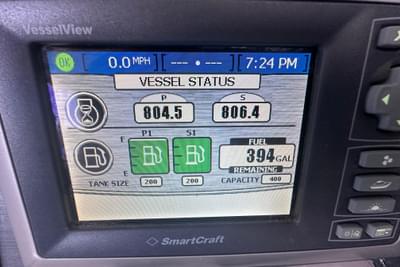 VesselView
OK 0.0 MPH --- • --- 7:24 PM
VESSEL STATUS
P S
804.5 806.4
P1 S1 FUEL
F 394 GAL
E REMAINING
TANK SIZE 200 200 CAPACITY 400
SmartCraft